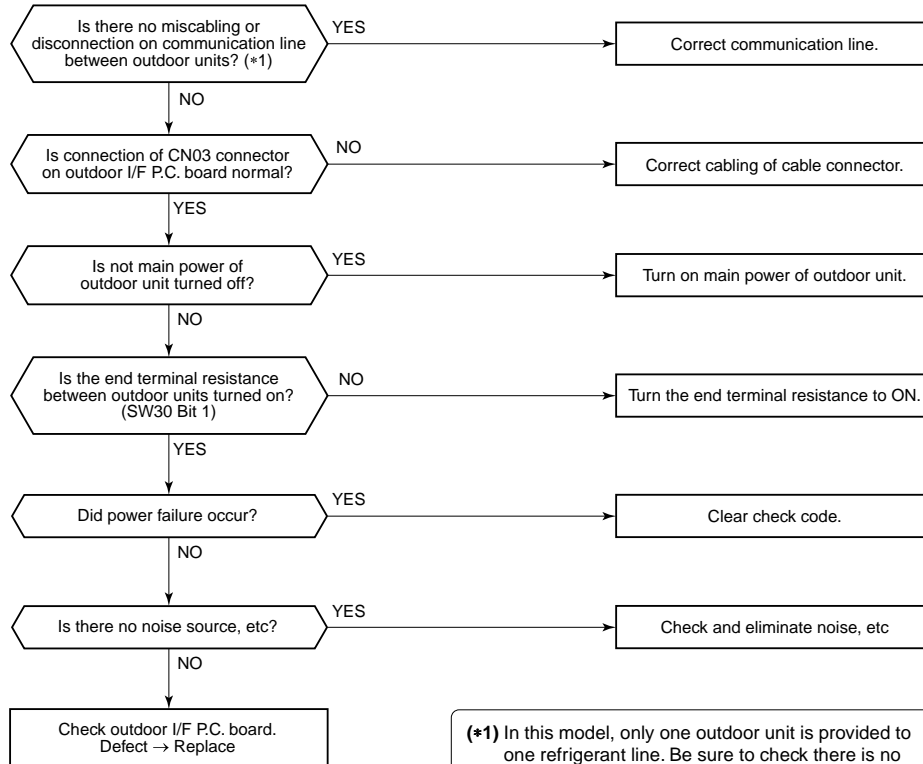 Is there no miscabling or
disconnection on communication line
between outdoor units? (∗1)
YES
Correct communication line.
NO
Is connection of CN03 connector
on outdoor I/F P.C. board normal?
NO
Correct cabling of cable connector.
YES
Is not main power of
outdoor unit turned off?
YES
Turn on main power of outdoor unit.
NO
Is the end terminal resistance
between outdoor units turned on?
(SW30 Bit 1)
NO
Turn the end terminal resistance to ON.
YES
Did power failure occur?
YES
Clear check code.
NO
Is there no noise source, etc?
YES
Check and eliminate noise, etc
NO
Check outdoor I/F P.C. board.
Defect → Replace
(∗1) In this model, only one outdoor unit is provided to
one refrigerant line. Be sure to check there is no